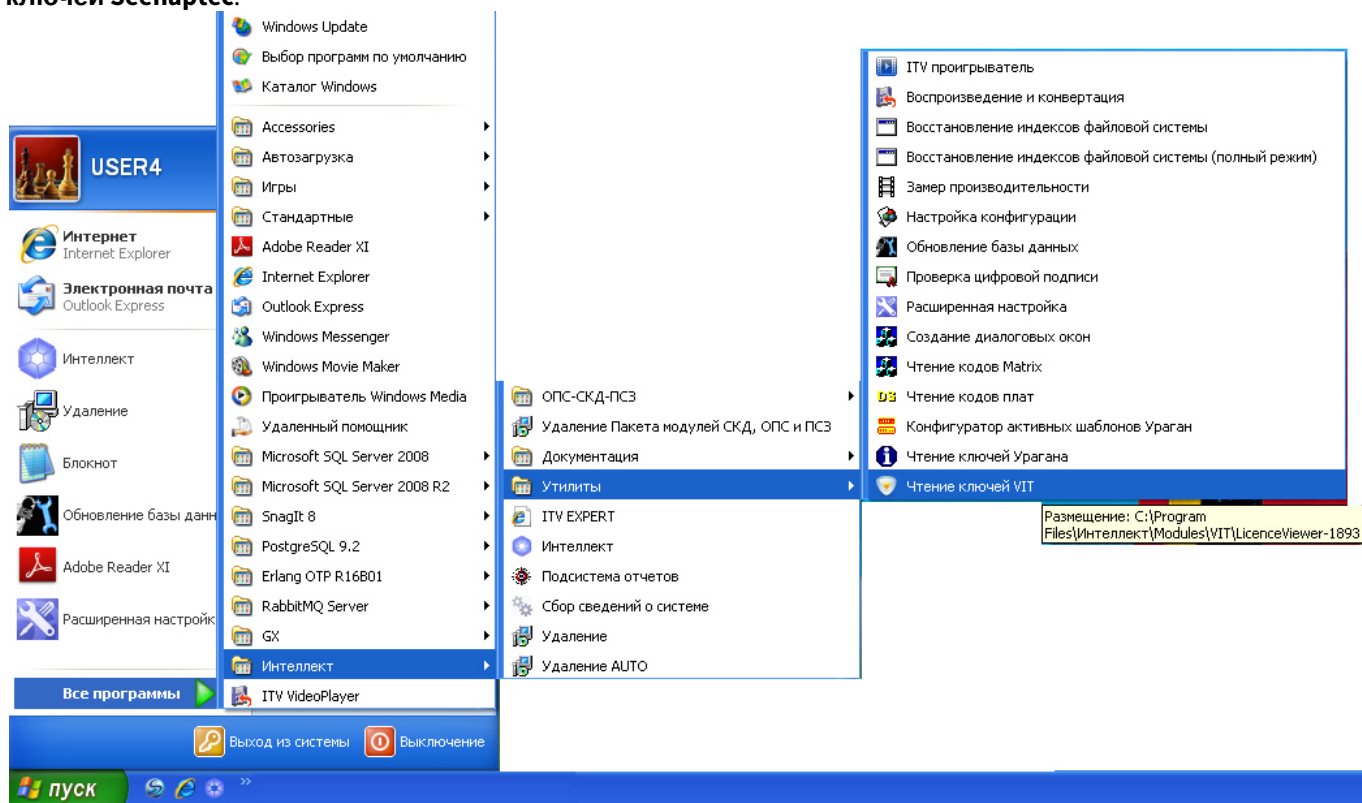 ключей Seenaptec.
USER4
Интернет
Internet Explorer
Электронная почта
Outlook Express
Интеллект
Удаление
Блокнот
Обновление базы данн
Adobe Reader XI
Расширенная настройк
Все программы
Windows Update
Выбор программ по умолчанию
Каталог Windows
Accessories
Автозагрузка
Игры
Стандартные
Adobe Reader XI
Internet Explorer
Outlook Express
Windows Messenger
Windows Movie Maker
Проигрыватель Windows Media
Удаленный помощник
Microsoft SQL Server 2008
Microsoft SQL Server 2008 R2
SnagIt 8
PostgreSQL 9.2
Erlang OTP R16B01
RabbitMQ Server
GX
Интеллект
ITV VideoPlayer
ОПС-СКД-ПСЗ
Удаление Пакета модулей СКД, ОПС и ПСЗ
Документация
Утилиты
ITV EXPERT
Интеллект
Подсистема отчетов
Сбор сведений о системе
Удаление
Удаление AUTO
ITV проигрыватель
Воспроизведение и конвертация
Восстановление индексов файловой системы
Восстановление индексов файловой системы (полный режим)
Замер производительности
Настройка конфигурации
Обновление базы данных
Проверка цифровой подписи
Расширенная настройка
Создание диалоговых окон
Чтение кодов Matrix
Чтение кодов плат
Конфигуратор активных шаблонов Ураган
Чтение ключей Урагана
Чтение ключей VIT
Размещение: C:\Program
Files\Интеллект\Modules\VIT\LicenceViewer-1893
Выход из системы
Выключение
пуск